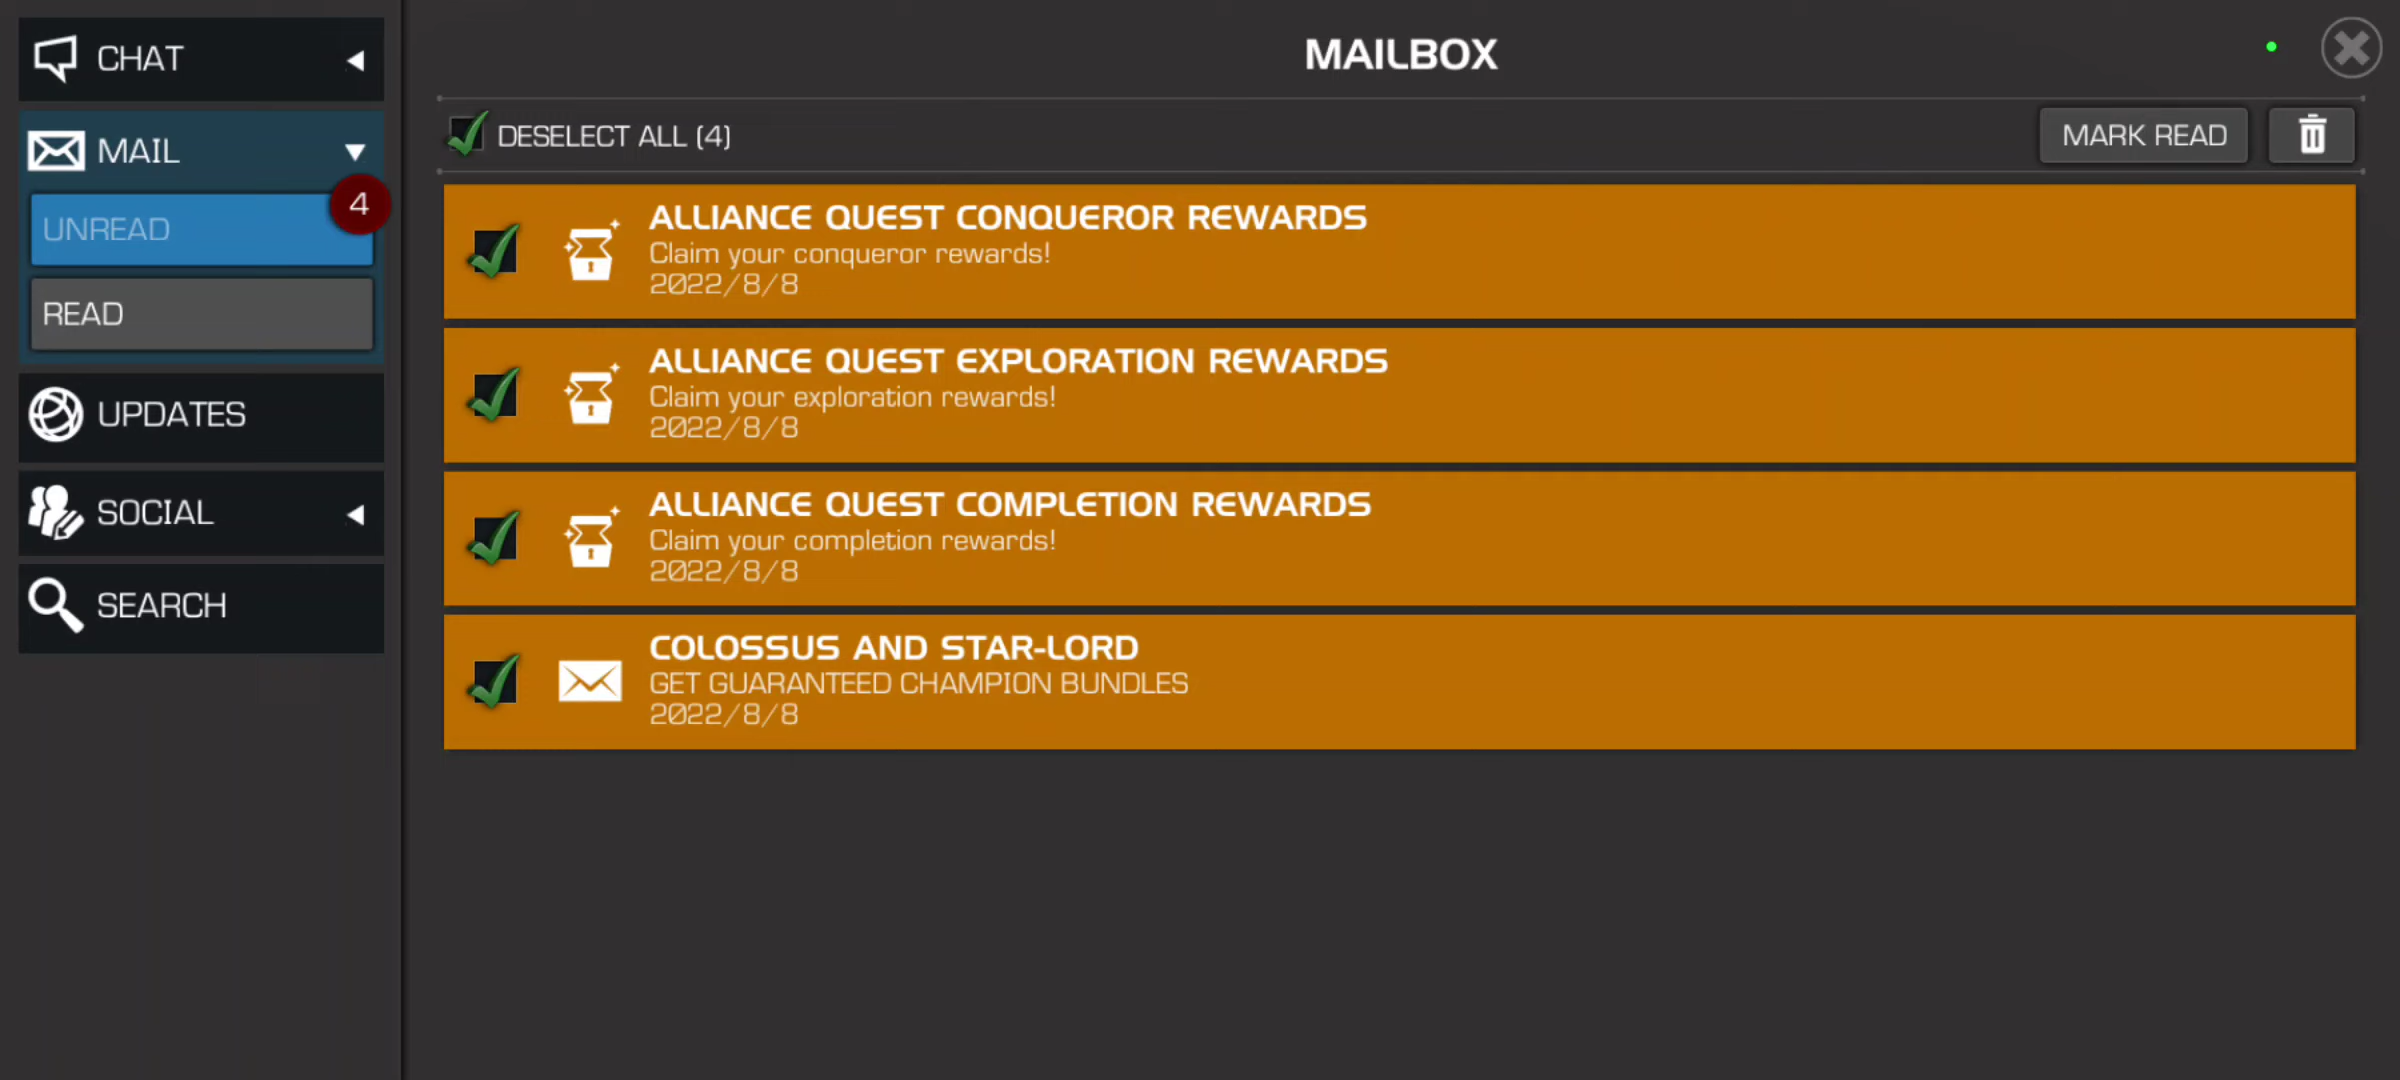 CHAT
MAIL
4
UNREAD
READ
UPDATES
SOCIAL
SEARCH
MAILBOX
DESELECT ALL (4)
MARK READ
ALLIANCE QUEST CONQUEROR REWARDS
Claim your conqueror rewards!
2022/8/8
ALLIANCE QUEST EXPLORATION REWARDS
Claim your exploration rewards!
2022/8/8
ALLIANCE QUEST COMPLETION REWARDS
Claim your completion rewards!
2022/8/8
COLOSSUS AND STAR-LORD
GET GUARANTEED CHAMPION BUNDLES
2022/8/8